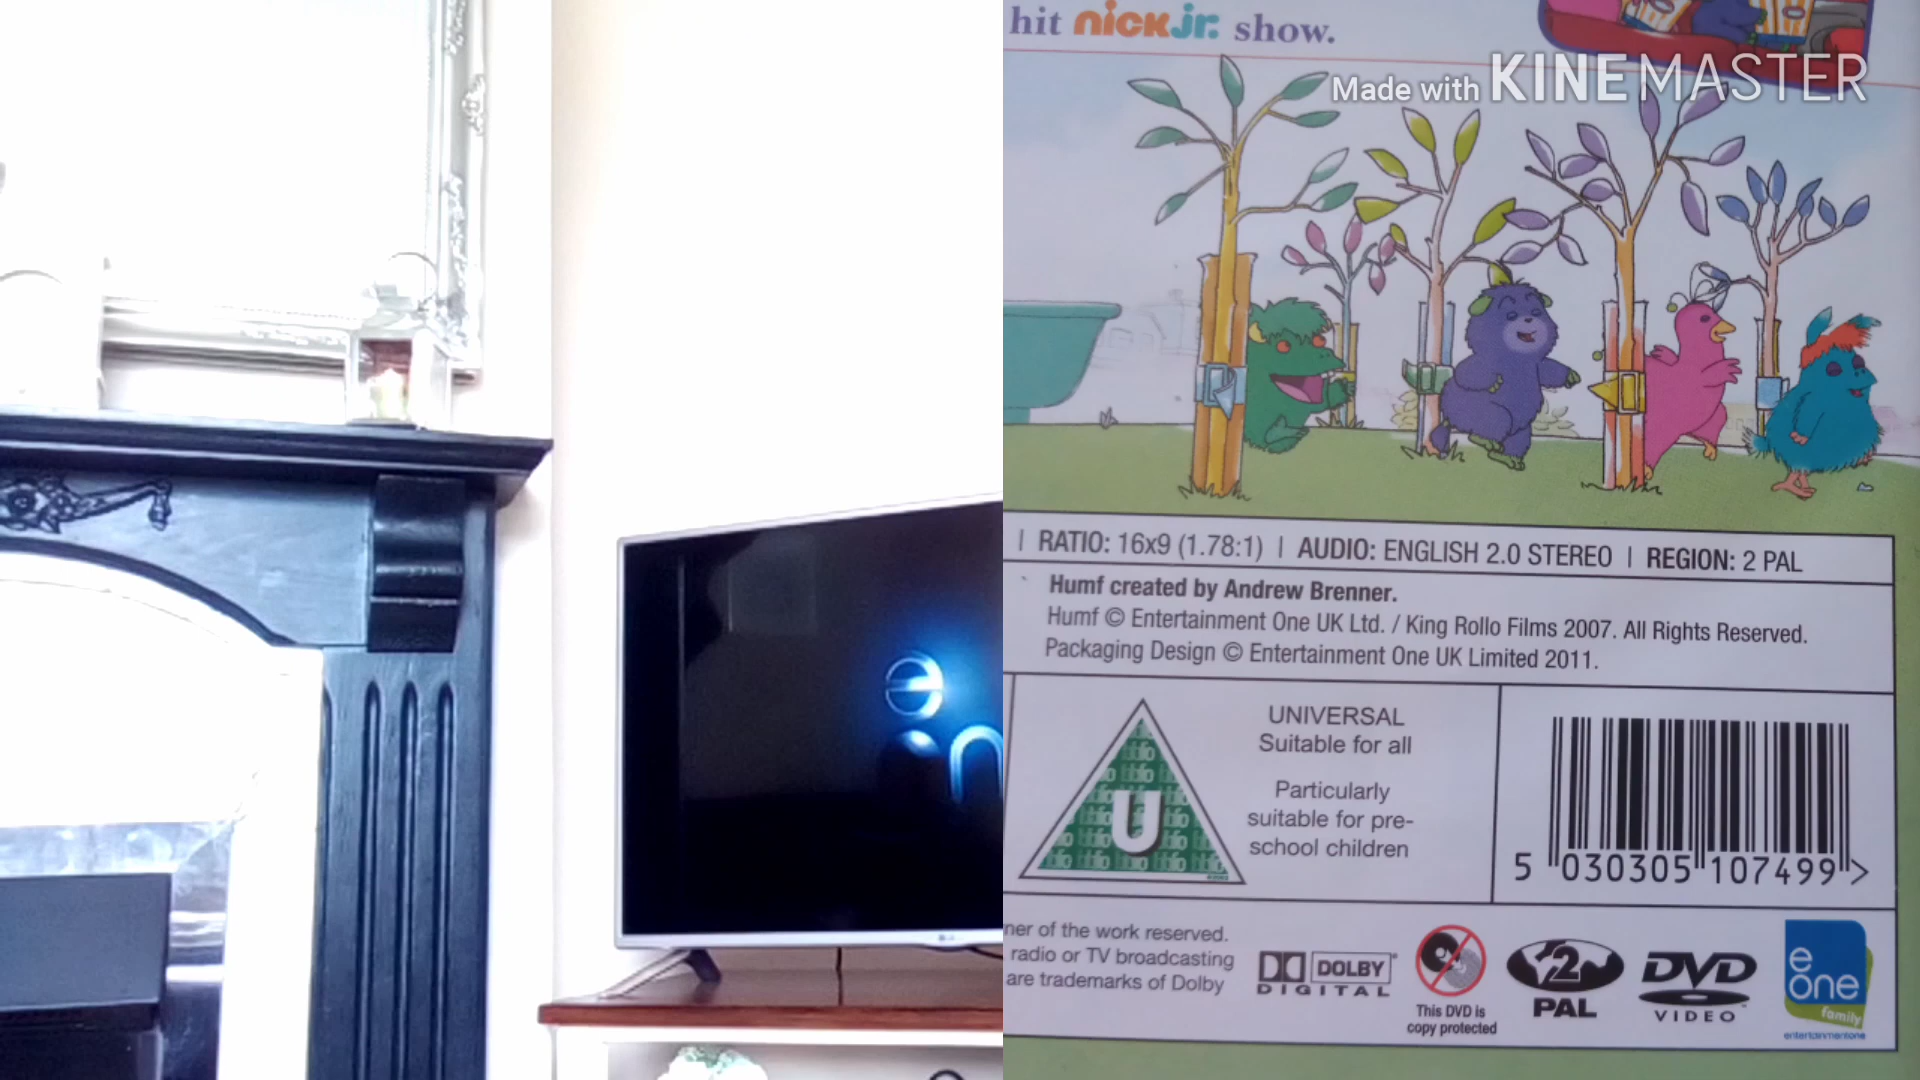 e
n
hit nick jr. show.
Made with KINEMASTER
| RATIO: 16x9 (1.78:1) | AUDIO: ENGLISH 2.0 STEREO | REGION: 2 PAL
Humf created by Andrew Brenner.
Humf © Entertainment One UK Ltd. / King Rollo Films 2007. All Rights Reserved.
Packaging Design © Entertainment One UK Limited 2011.
U
UNIVERSAL
Suitable for all
Particularly
suitable for pre-
school children
5 030305 107499 >
ner of the work reserved.
radio or TV broadcasting
are trademarks of Dolby
DOLBY
DIGITAL
This DVD is
copy protected
2
PAL
DVD
VIDEO
e
one
family
entertainmentone